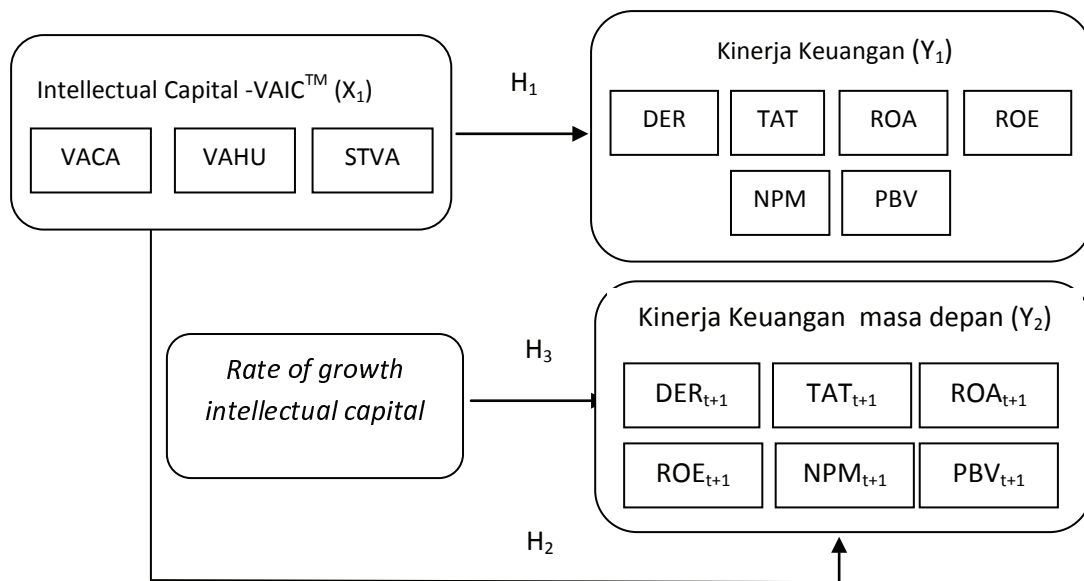 Intellectual Capital -VAIC™ (X₁)
VACA VAHU STVA
H₁
Kinerja Keuangan (Y₁)
DER TAT ROA ROE
NPM PBV
Rate of growth
intellectual capital
H₃
Kinerja Keuangan masa depan (Y₂)
DERₜ₊₁ TATₜ₊₁ ROAₜ₊₁
ROEₜ₊₁ NPMₜ₊₁ PBVₜ₊₁
H₂